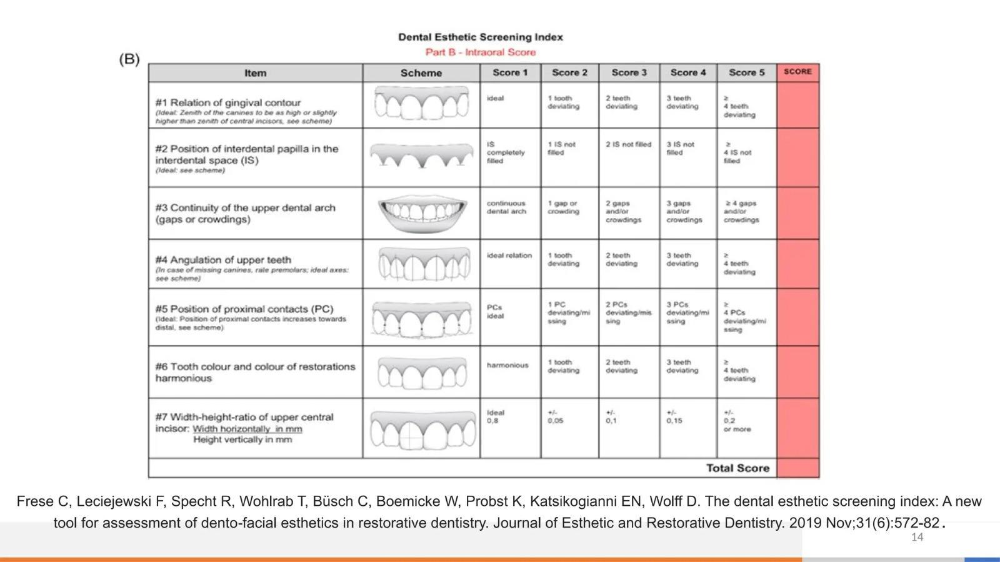 Dental Esthetic Screening Index
Part B - Intraoral Score
(B)
Item Scheme Score 1 Score 2 Score 3 Score 4 Score 5 SCORE
#1 Relation of gingival contour
(Ideal: Zenith of the canines to be as high or slightly
higher than zenith of central incisors, see scheme)
ideal
1 tooth
deviating
2 teeth
deviating
3 teeth
deviating
≥
4 teeth
deviating
#2 Position of interdental papilla in the
interdental space (IS)
(Ideal: see scheme)
IS
completely
filled
1 IS not
filled
2 IS not filled
3 IS not
filled
≥
4 IS not
filled
#3 Continuity of the upper dental arch
(gaps or crowdings)
continuous
dental arch
1 gap or
crowding
2 gaps
and/or
crowdings
3 gaps
and/or
crowdings
≥ 4 gaps
and/or
crowdings
#4 Angulation of upper teeth
(In case of missing canines, rate premolars; ideal axes:
see scheme)
ideal relation
1 tooth
deviating
2 teeth
deviating
3 teeth
deviating
≥
4 teeth
deviating
#5 Position of proximal contacts (PC)
(Ideal: Position of proximal contacts increases towards
distal, see scheme)
PCs
ideal
1 PC
deviating/mi
ssing
2 PCs
deviating/mis
sing
3 PCs
deviating/mi
ssing
≥
4 PCs
deviating/mi
ssing
#6 Tooth colour and colour of restorations
harmonious
harmonious
1 tooth
deviating
2 teeth
deviating
3 teeth
deviating
≥
4 teeth
deviating
#7 Width-height-ratio of upper central
incisor: Width horizontally in mm
Height vertically in mm
Ideal
0,8
+/-
0,05
+/-
0,1
+/-
0,15
+/-
0,2
or more
Total Score
Frese C, Leciejewski F, Specht R, Wohlrab T, Büsch C, Boemicke W, Probst K, Katsikogianni EN, Wolff D. The dental esthetic screening index: A new
tool for assessment of dento-facial esthetics in restorative dentistry. Journal of Esthetic and Restorative Dentistry. 2019 Nov;31(6):572-82.
14